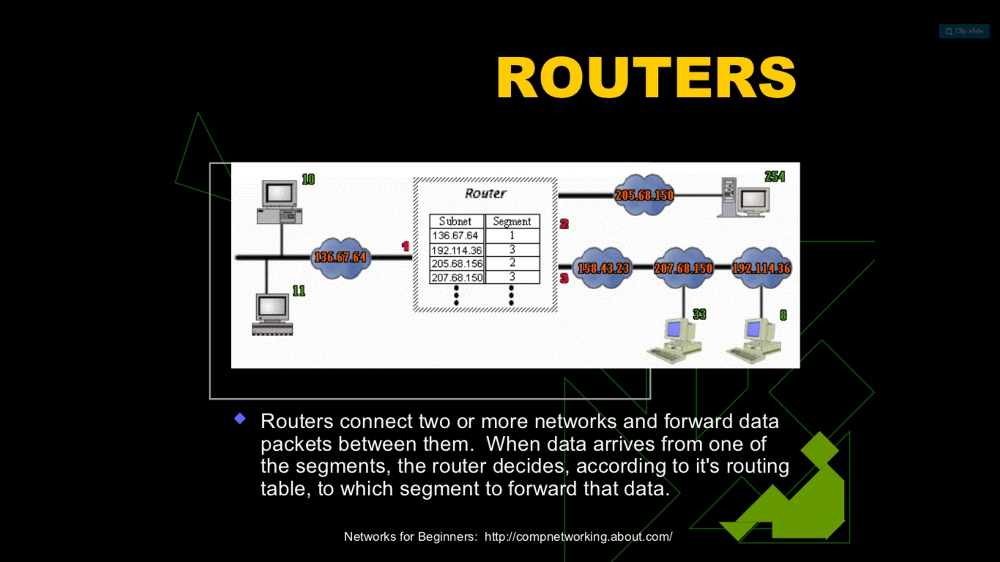 Clip slide
ROUTERS
10
254
Router
205.68.150
Subnet Segment
136.67.64 1
192.114.36 3
205.68.156 2
207.68.150 3
2
1
136.67.64
158.43.23 207.68.150 192.114.36
3
11
33 8
Routers connect two or more networks and forward data
packets between them.  When data arrives from one of
the segments, the router decides, according to it's routing
table, to which segment to forward that data.
Networks for Beginners:  http://compnetworking.about.com/